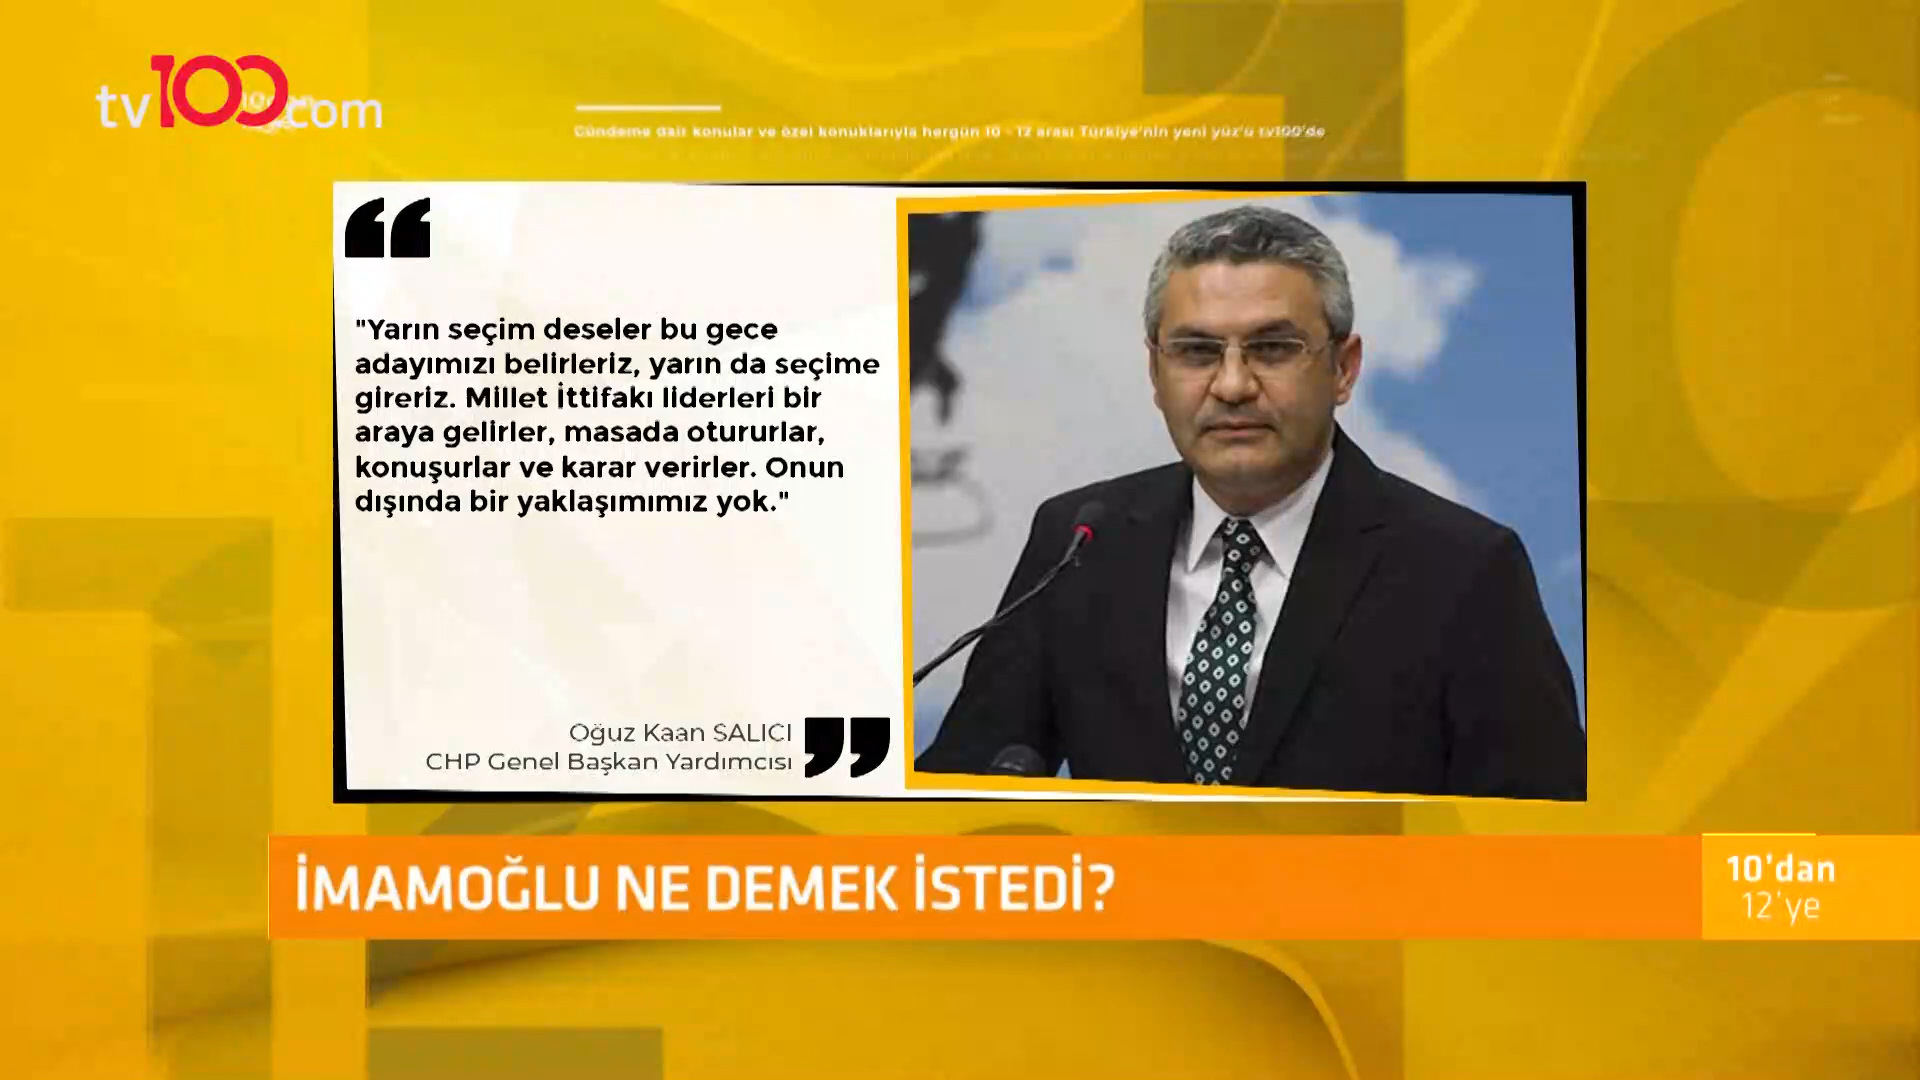 tv100.com
Gündeme dair konular ve özel konuklarıyla hergün 10 - 12 arası Türkiye'nin yeni yüz'ü tv100'de
"Yarın seçim deseler bu gece
adayımızı belirleriz, yarın da seçime
gireriz. Millet İttifakı liderleri bir
araya gelirler, masada otururlar,
konuşurlar ve karar verirler. Onun
dışında bir yaklaşımımız yok."
Oğuz Kaan SALICI
CHP Genel Başkan Yardımcısı
İMAMOĞLU NE DEMEK İSTEDİ?
10'dan
12'ye